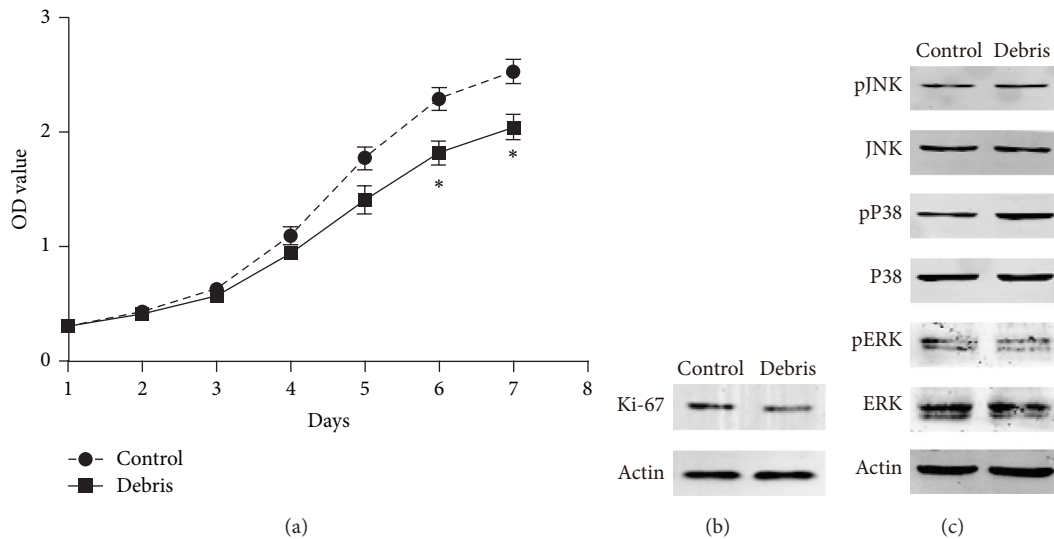 3
2
1
0
OD value
1 2 3 4 5 6 7 8
Days
* *
Control
Debris
(a)
Control Debris
Ki-67
Actin
(b)
Control Debris
pJNK
JNK
pP38
P38
pERK
ERK
Actin
(c)